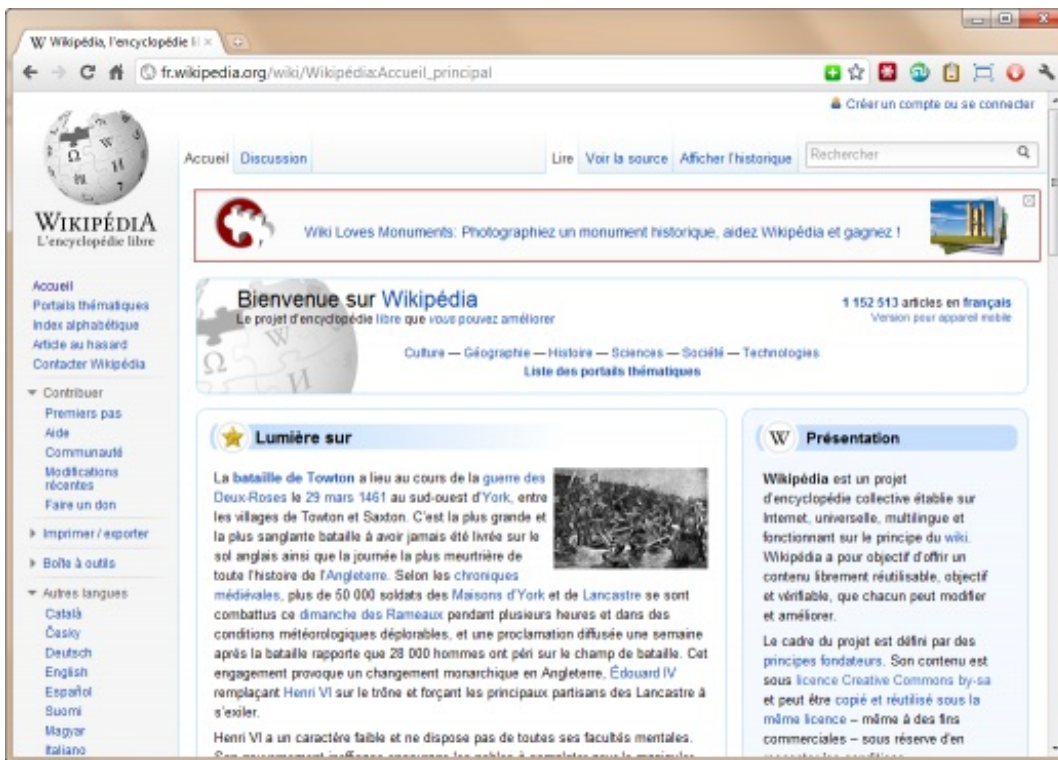 Wikipédia, l'encyclopédie li
fr.wikipedia.org/wiki/Wikipédia:Accueil_principal
Créer un compte ou se connecter
Accueil Discussion Lire Voir la source Afficher l'historique Rechercher
WIKIPÉDIA
L'encyclopédie libre
Wiki Loves Monuments: Photographiez un monument historique, aidez Wikipédia et gagnez !
Accueil
Portails thématiques
Index alphabétique
Article au hasard
Contacter Wikipédia
Contribuer
Premiers pas
Aide
Communauté
Modifications
récentes
Faire un don
Imprimer / exporter
Boîte à outils
Autres langues
Català
Česky
Deutsch
English
Español
Suomi
Magyar
Italiano
Bienvenue sur Wikipédia
Le projet d'encyclopédie libre que vous pouvez améliorer
1 152 513 articles en français
Version pour appareil mobile
Culture — Géographie — Histoire — Sciences — Société — Technologies
Liste des portails thématiques
Lumière sur
La bataille de Towton a lieu au cours de la guerre des
Deux-Roses le 29 mars 1461 au sud-ouest d'York, entre
les villages de Towton et Saxton. C'est la plus grande et
la plus sanglante bataille à avoir jamais été livrée sur le
sol anglais ainsi que la journée la plus meurtrière de
toute l'histoire de l'Angleterre. Selon les chroniques
médiévales, plus de 50 000 soldats des Maisons d'York et de Lancastre se sont
combattus ce dimanche des Rameaux pendant plusieurs heures et dans des
conditions météorologiques déplorables, et une proclamation diffusée une semaine
après la bataille rapporte que 28 000 hommes ont péri sur le champ de bataille. Cet
engagement provoque un changement monarchique en Angleterre, Édouard IV
remplaçant Henri VI sur le trône et forçant les principaux partisans des Lancastre à
s'exiler.
Henri VI a un caractère faible et ne dispose pas de toutes ses facultés mentales.
Présentation
Wikipédia est un projet
d'encyclopédie collective établie sur
Internet, universelle, multilingue et
fonctionnant sur le principe du wiki.
Wikipédia a pour objectif d'offrir un
contenu librement réutilisable, objectif
et vérifiable, que chacun peut modifier
et améliorer.
Le cadre du projet est défini par des
principes fondateurs. Son contenu est
sous licence Creative Commons by-sa
et peut être copié et réutilisé sous la
même licence – même à des fins
commerciales – sous réserve d'en